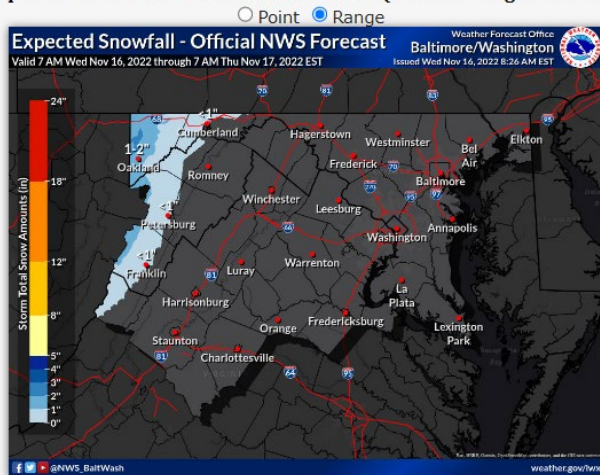 Point Range
Expected Snowfall - Official NWS Forecast
Valid 7 AM Wed Nov 16, 2022 through 7 AM Thu Nov 17, 2022 EST
Weather Forecast Office
Baltimore/Washington
Issued Wed Nov 16, 2022 8:26 AM EST
Storm Total Snow Amounts (in)
24"
18"
12"
8"
5"
4"
3"
2"
1"
0"
70
81
83
68
95
<1"
Cumberland
Hagerstown
Westminster
Bel
Air
Elkton
1-2"
Oakland
Romney
Frederick
70
270
Baltimore
95
97
Winchester
Leesburg
<1"
Petersburg
66
Washington
Annapolis
<1"
Franklin
81
Luray
Warrenton
La
Plata
Harrisonburg
Staunton
Orange
Fredericksburg
Lexington
Park
81
Charlottesville
64
95
VIRGINIA
@NWS_BaltWash
weather.gov/lwx